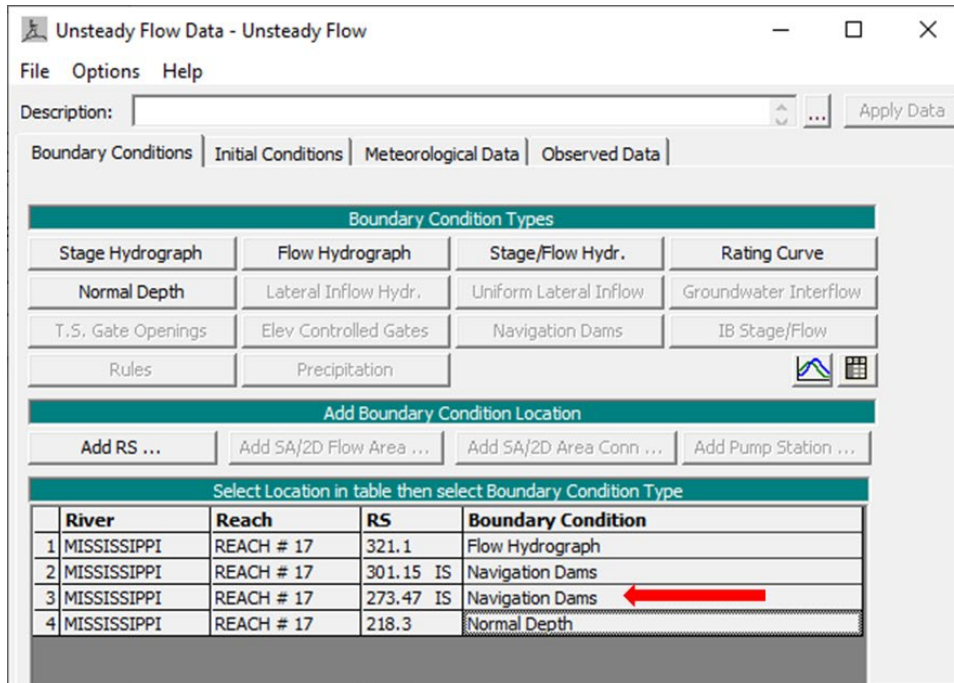 Unsteady Flow Data - Unsteady Flow
File Options Help
Description: ... Apply Data
Boundary Conditions Initial Conditions Meteorological Data Observed Data
Boundary Condition Types
Stage Hydrograph Flow Hydrograph Stage/Flow Hydr. Rating Curve
Normal Depth Lateral Inflow Hydr. Uniform Lateral Inflow Groundwater Interflow
T.S. Gate Openings Elev Controlled Gates Navigation Dams IB Stage/Flow
Rules Precipitation
Add Boundary Condition Location
Add RS ... Add SA/2D Flow Area ... Add SA/2D Area Conn ... Add Pump Station ...
Select Location in table then select Boundary Condition Type
River Reach RS Boundary Condition
1 MISSISSIPPI REACH # 17 321.1 Flow Hydrograph
2 MISSISSIPPI REACH # 17 301.15 IS Navigation Dams
3 MISSISSIPPI REACH # 17 273.47 IS Navigation Dams
4 MISSISSIPPI REACH # 17 218.3 Normal Depth